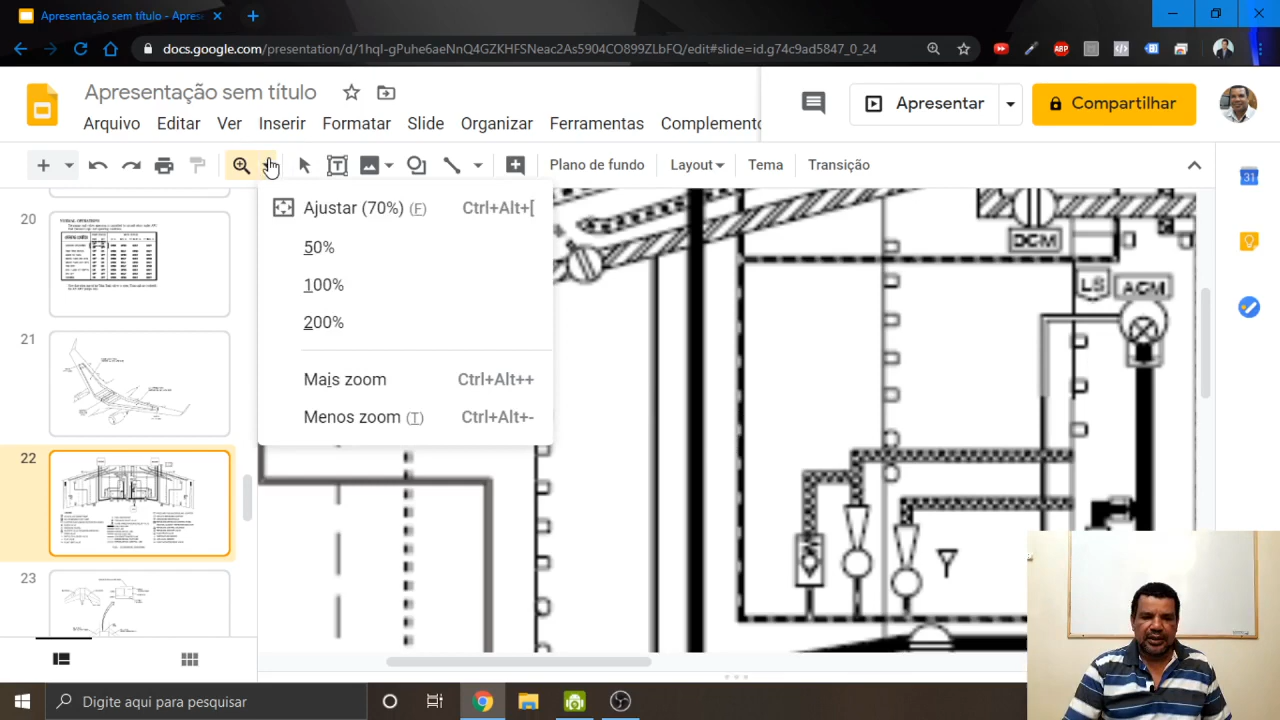 Apresentação sem título - Apres
docs.google.com/presentation/d/1hqI-gPuhe6aeNnQ4GZKHFSNeac2As5904CO899ZLbFQ/edit#slide=id.g74c9ad5847_0_24
ABP
Apresentação sem título
Apresentar
Compartilhar
Arquivo Editar Ver Inserir Formatar Slide Organizar Ferramentas Complemento
Plano de fundo Layout Tema Transição
31
Ajustar (70%) (F) Ctrl+Alt+[
50%
100%
200%
Mais zoom Ctrl+Alt++
Menos zoom (T) Ctrl+Alt+-
20
21
22
23
DCM
LS ACM
Digite aqui para pesquisar